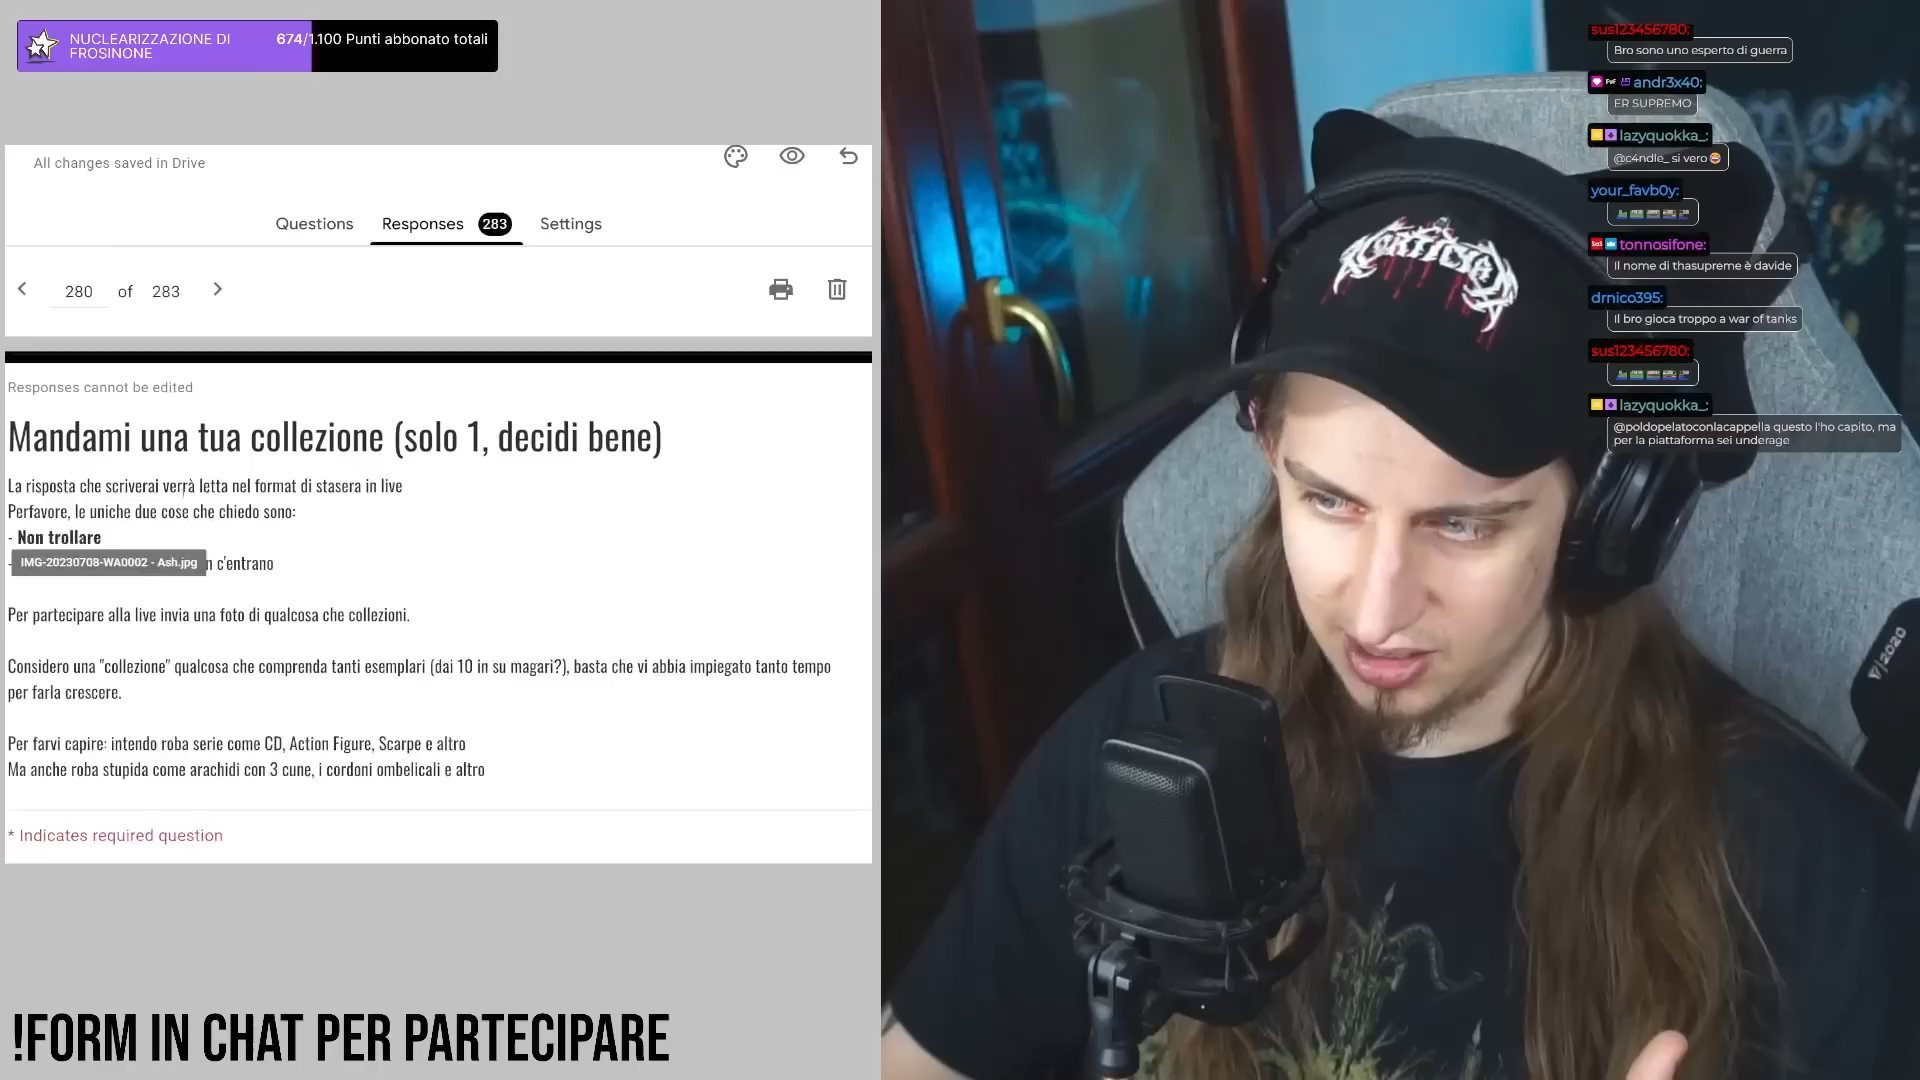 NUCLEARIZZAZIONE DI
FROSINONE
674/1.100 Punti abbonato totali
All changes saved in Drive
Questions
Responses 283
Settings
280 of 283
Responses cannot be edited
Mandami una tua collezione (solo 1, decidi bene)
La risposta che scriverai verrà letta nel format di stasera in live
Perfavore, le uniche due cose che chiedo sono:
- Non trollare
- IMG-20230708-WA0002 - Ash.jpg n c'entrano
Per partecipare alla live invia una foto di qualcosa che collezioni.
Considero una "collezione" qualcosa che comprenda tanti esemplari (dai 10 in su magari?), basta che vi abbia impiegato tanto tempo
per farla crescere.
Per farvi capire: intendo roba serie come CD, Action Figure, Scarpe e altro
Ma anche roba stupida come arachidi con 3 cune, i cordoni ombelicali e altro
* Indicates required question
!FORM IN CHAT PER PARTECIPARE
MORTICIAN
V/2020
sus123456780:
Bro sono uno esperto di guerra
andr3x40:
ER SUPREMO
lazyquokka_:
@c4ndle_ si vero
your_favb0y:
tonnosifone:
Il nome di thasupreme è davide
drnico395:
Il bro gioca troppo a war of tanks
sus123456780:
lazyquokka_:
@poldopelatoconlacappella questo l'ho capito, ma
per la piattaforma sei underage